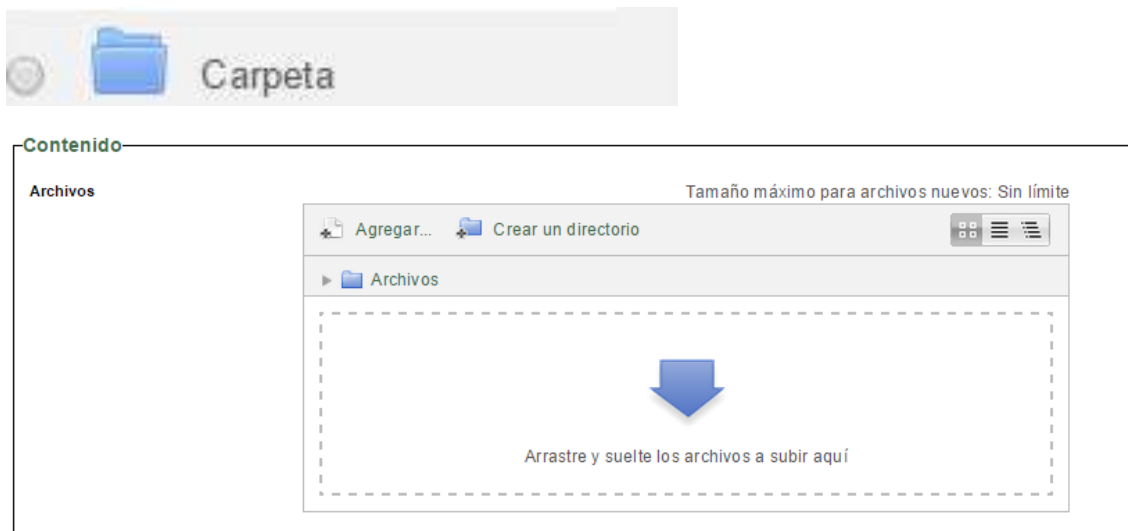 Carpeta
Contenido
Archivos
Tamaño máximo para archivos nuevos: Sin límite
Agregar...
Crear un directorio
Archivos
Arrastre y suelte los archivos a subir aquí